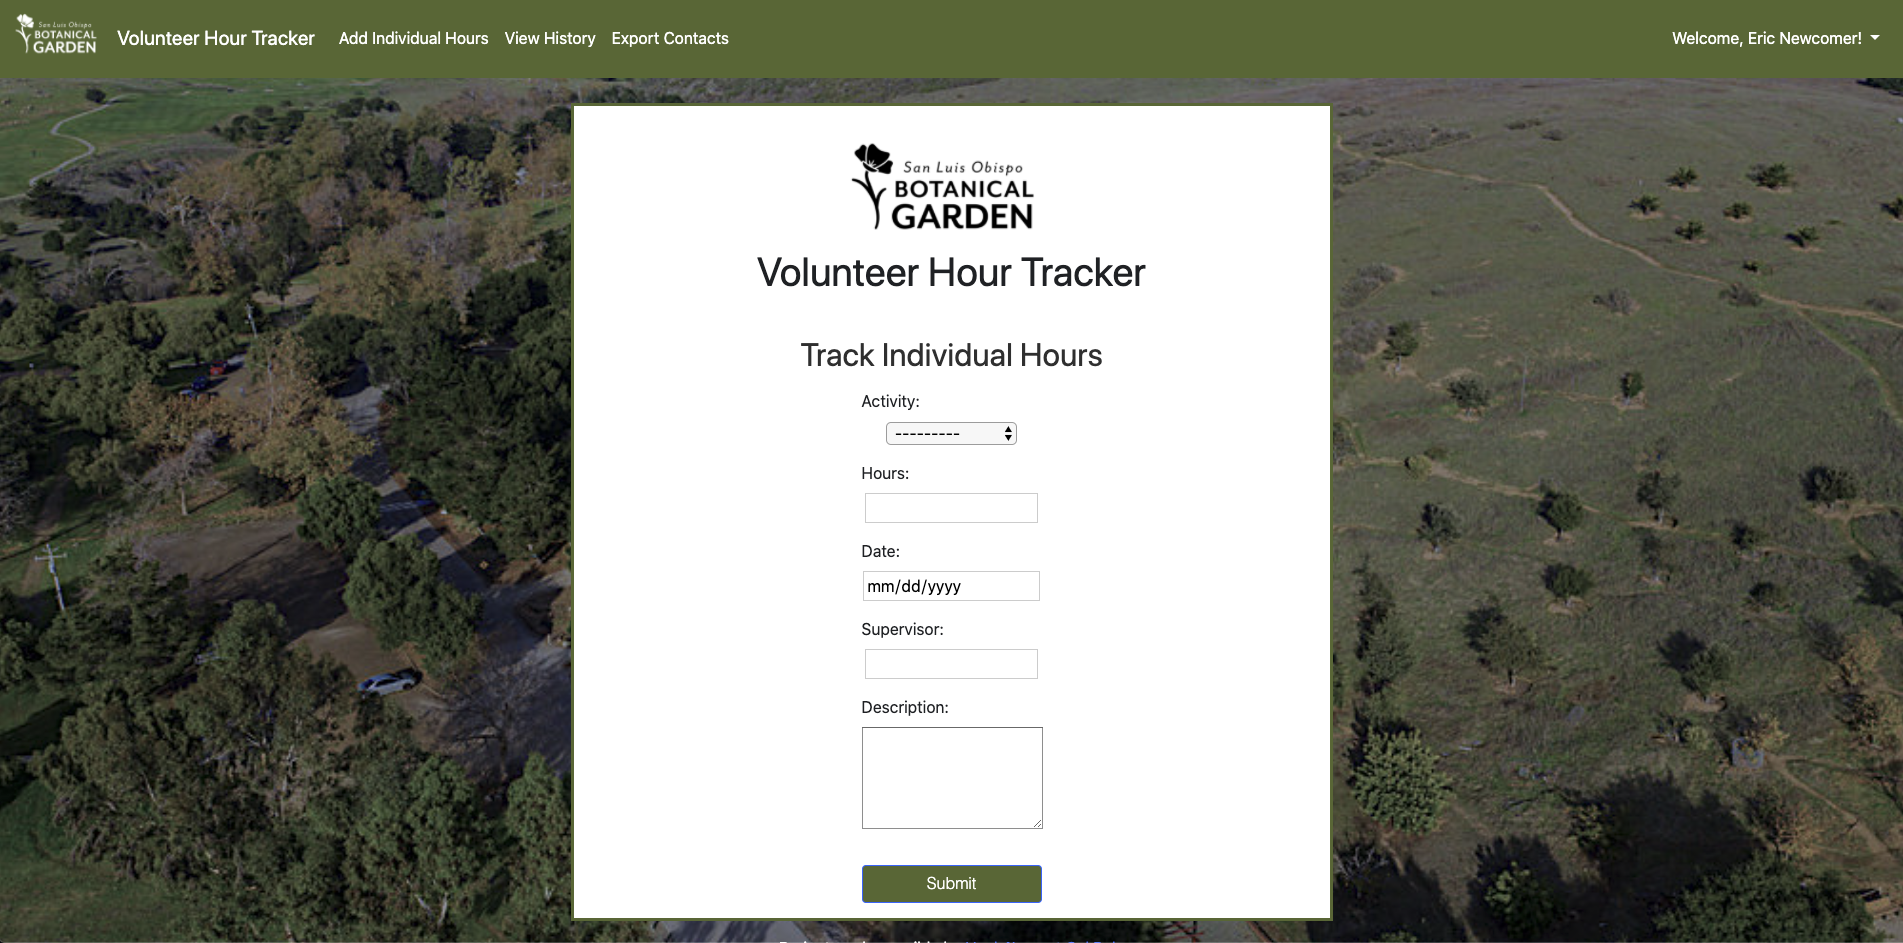 San Luis Obispo
BOTANICAL
GARDEN
Volunteer Hour Tracker
Add Individual Hours
View History
Export Contacts
Welcome, Eric Newcomer!
San Luis Obispo
BOTANICAL
GARDEN
Volunteer Hour Tracker
Track Individual Hours
Activity:
---------
Hours:
Date:
mm/dd/yyyy
Supervisor:
Description:
Submit